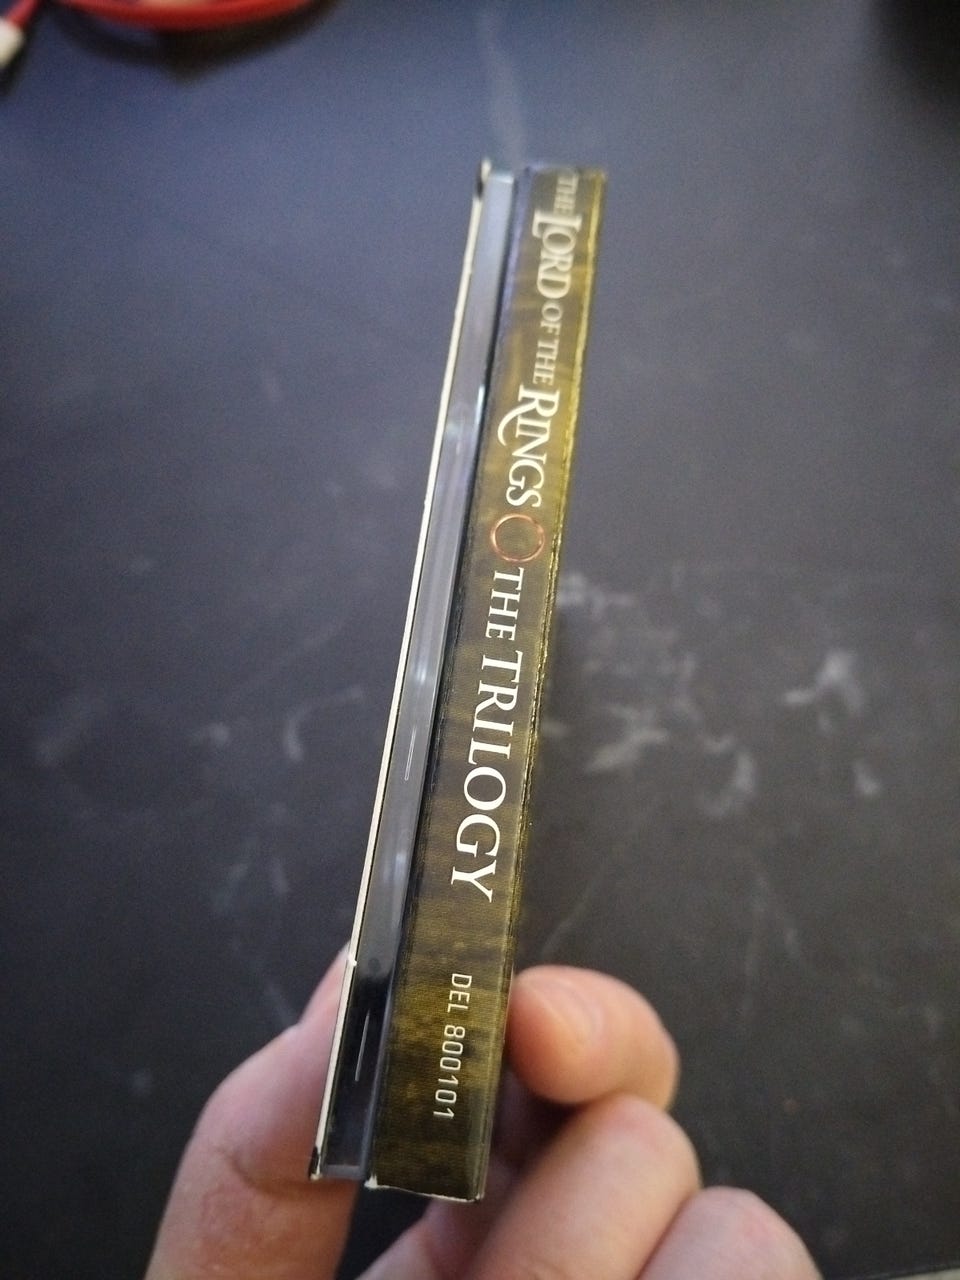 THE LORD OF THE RINGS THE TRILOGY
DEL 800101